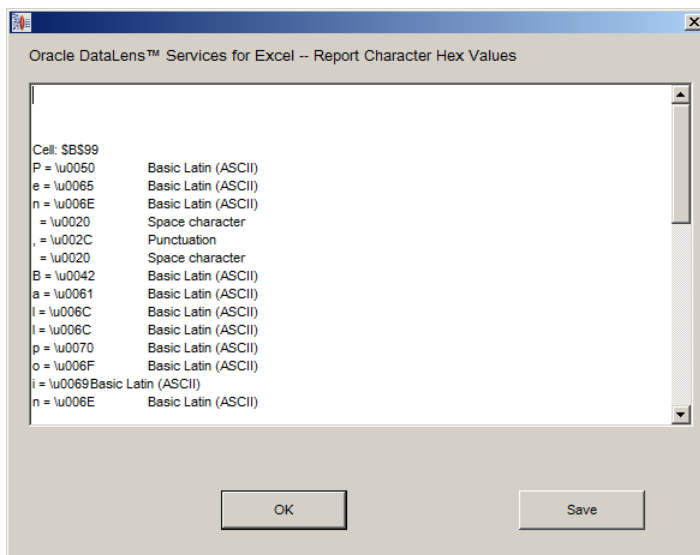 Oracle DataLens™ Services for Excel -- Report Character Hex Values
Cell: $B$99
P = \u0050 Basic Latin (ASCII)
e = \u0065 Basic Latin (ASCII)
n = \u006E Basic Latin (ASCII)
= \u0020 Space character
, = \u002C Punctuation
= \u0020 Space character
B = \u0042 Basic Latin (ASCII)
a = \u0061 Basic Latin (ASCII)
l = \u006C Basic Latin (ASCII)
l = \u006C Basic Latin (ASCII)
p = \u0070 Basic Latin (ASCII)
o = \u006F Basic Latin (ASCII)
i = \u0069Basic Latin (ASCII)
n = \u006E Basic Latin (ASCII)
OK Save